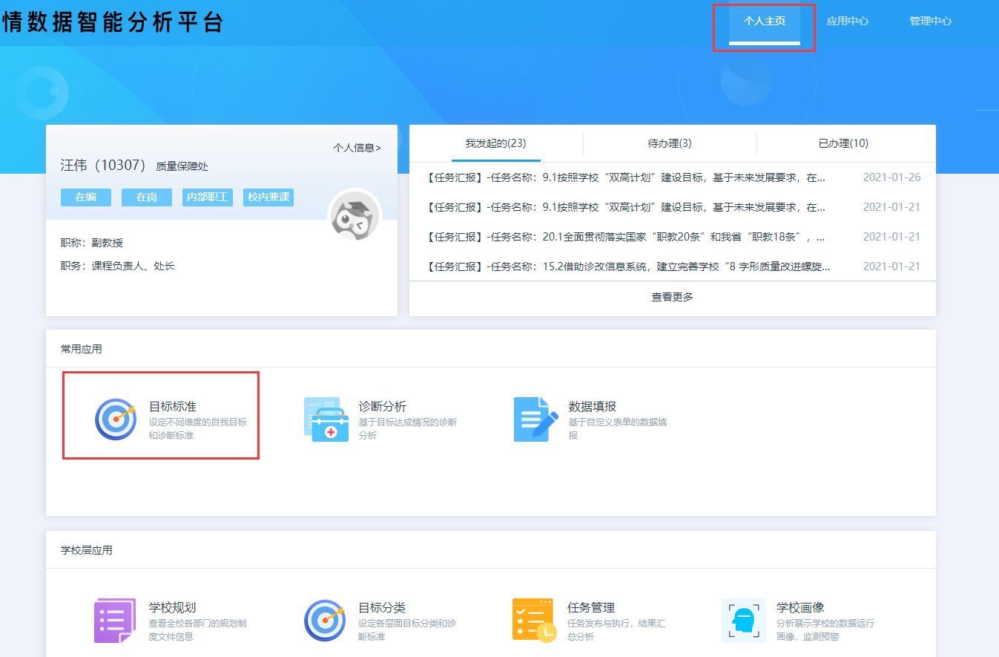 情数据智能分析平台
个人主页
应用中心
管理中心
个人信息>
汪伟（10307） 质量保障处
在编
在岗
内部职工
校内兼课
职称：副教授
职务：课程负责人、处长
我发起的(23)
待办理(3)
已办理(10)
【任务汇报】-任务名称：9.1按照学校“双高计划”建设目标，基于未来发展要求，在... 2021-01-26
【任务汇报】-任务名称：9.1按照学校“双高计划”建设目标，基于未来发展要求，在... 2021-01-21
【任务汇报】-任务名称：20.1全面贯彻落实国家“职教20条”和我省“职教18条”，... 2021-01-21
【任务汇报】-任务名称：15.2借助诊改信息系统，建立完善学校“8 字形质量改进螺旋... 2021-01-21
查看更多
常用应用
目标标准
设定不同维度的自我目标
和诊断标准
诊断分析
基于目标达成情况的诊断
分析
数据填报
基于自定义表单的数据填
报
学校层应用
学校规划
查看全校各部门的规划制
度文件信息
目标分类
设定各层面目标分类和诊
断标准
任务管理
任务发布与执行，结果汇
总分析
学校画像
分析展示学校的数据运行
画像，监测预警